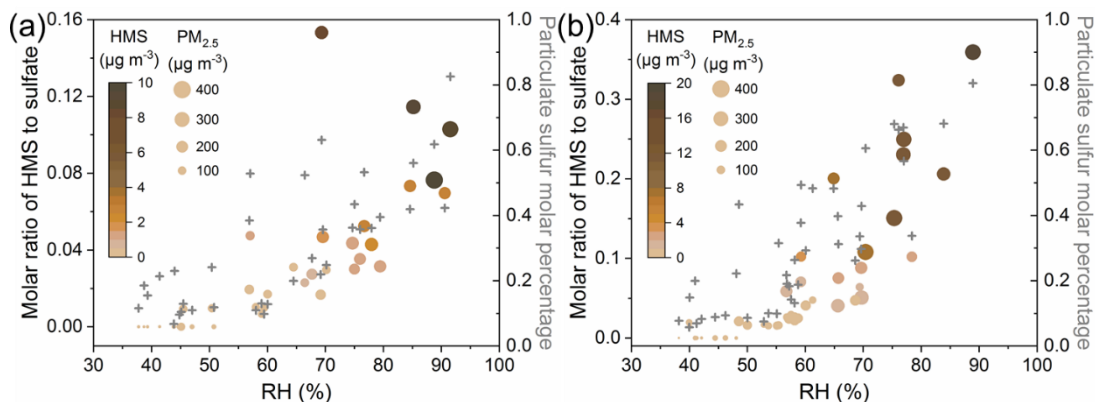 (a)
HMS
(µg m⁻³)
10
8
6
4
2
0
PM₂.₅
(µg m⁻³)
400
300
200
100
0.16
0.12
0.08
0.04
0.00
Molar ratio of HMS to sulfate
30 40 50 60 70 80 90 100
RH (%)
1.0
0.8
0.6
0.4
0.2
0.0
Particulate sulfur molar percentage
(b)
HMS
(µg m⁻³)
20
16
12
8
4
0
PM₂.₅
(µg m⁻³)
400
300
200
100
0.4
0.3
0.2
0.1
0.0
Molar ratio of HMS to sulfate
30 40 50 60 70 80 90 100
RH (%)
1.0
0.8
0.6
0.4
0.2
0.0
Particulate sulfur molar percentage